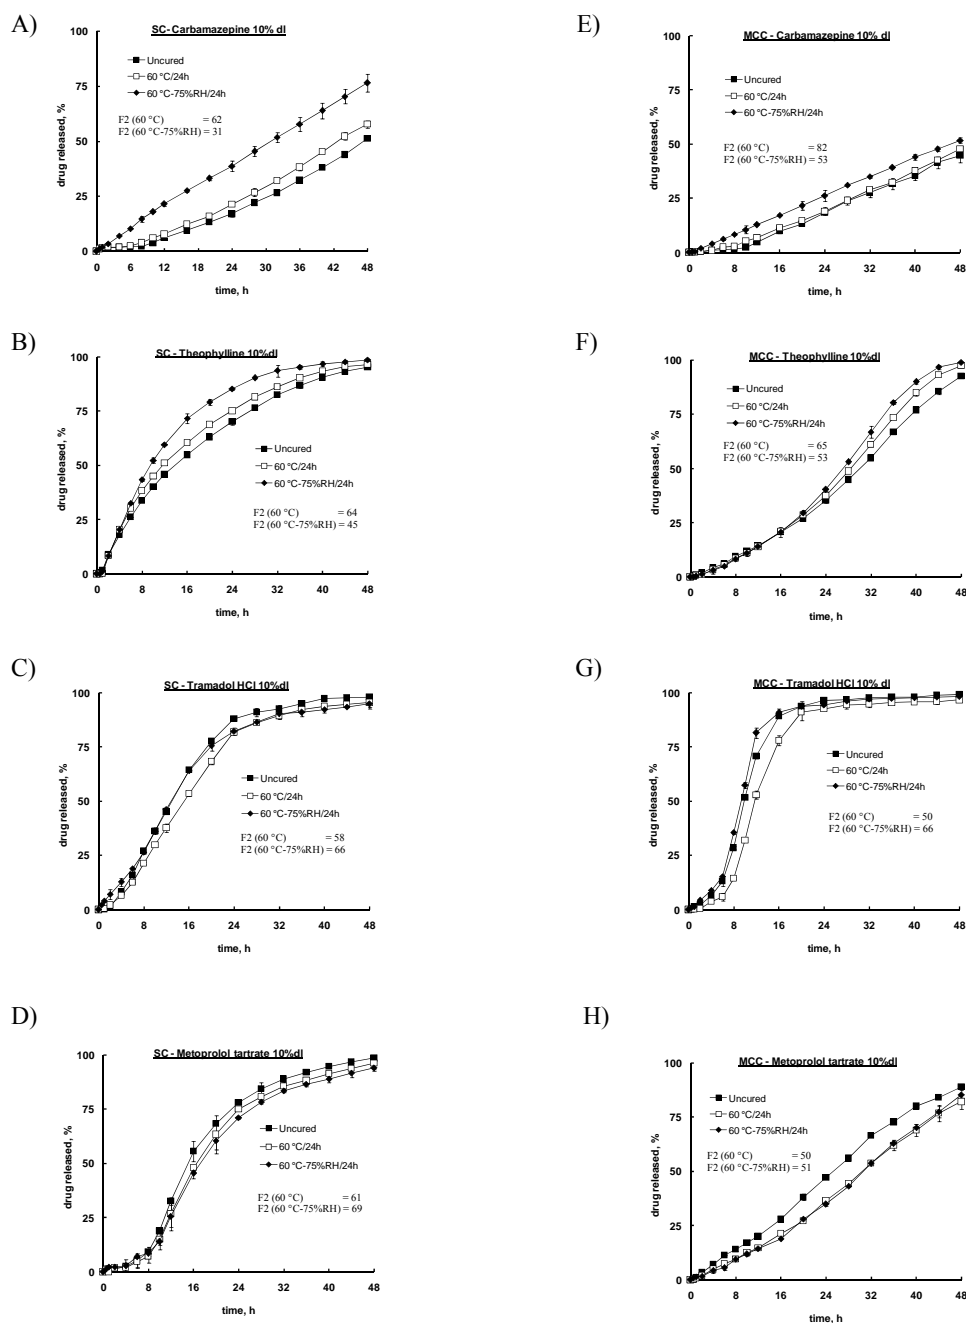 A)
SC- Carbamazepine 10% dl
100
75
50
25
0
drug released, %
Uncured
60 °C/24h
60 °C-75%RH/24h
F2 (60 °C) = 62
F2 (60 °C-75%RH) = 31
0 6 12 18 24 30 36 42 48
time, h
E)
MCC - Carbamazepine 10% dl
100
75
50
25
0
drug released, %
Uncured
60 °C/24h
60 °C-75%RH/24h
F2 (60 °C) = 82
F2 (60 °C-75%RH) = 53
0 8 16 24 32 40 48
time, h
B)
SC - Theophylline 10%dl
100
75
50
25
0
drug released, %
Uncured
60 °C/24h
60 °C-75%RH/24h
F2 (60 °C) = 64
F2 (60 °C-75%RH) = 45
0 8 16 24 32 40 48
time, h
F)
MCC - Theophylline 10%dl
100
75
50
25
0
drug released, %
Uncured
60 °C/24h
60 °C-75%RH/24h
F2 (60 °C) = 65
F2 (60 °C-75%RH) = 53
0 8 16 24 32 40 48
time, h
C)
SC - Tramadol HCl 10%dl
100
75
50
25
0
drug released, %
Uncured
60 °C/24h
60 °C-75%RH/24h
F2 (60 °C) = 58
F2 (60 °C-75%RH) = 66
0 8 16 24 32 40 48
time, h
G)
MCC - Tramadol HCl 10% dl
100
75
50
25
0
drug released, %
Uncured
60 °C/24h
60 °C-75%RH/24h
F2 (60 °C) = 50
F2 (60 °C-75%RH) = 66
0 8 16 24 32 40 48
time, h
D)
SC - Metoprolol tartrate 10%dl
100
75
50
25
0
drug released, %
Uncured
60 °C/24h
60 °C-75%RH/24h
F2 (60 °C) = 61
F2 (60 °C-75%RH) = 69
0 8 16 24 32 40 48
time, h
H)
MCC - Metoprolol tartrate 10%dl
100
75
50
25
0
drug released, %
Uncured
60 °C/24h
60 °C-75%RH/24h
F2 (60 °C) = 50
F2 (60 °C-75%RH) = 51
0 8 16 24 32 40 48
time, h